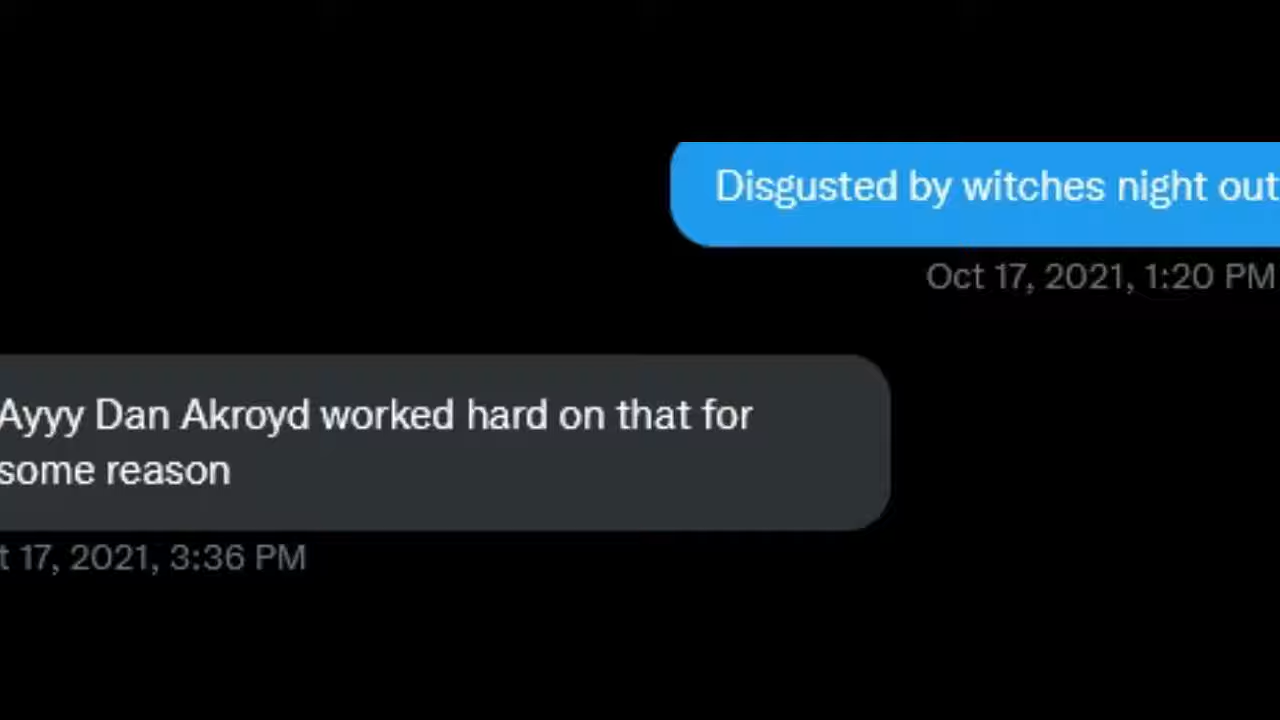 Disgusted by witches night out
Oct 17, 2021, 1:20 PM
Ayyy Dan Akroyd worked hard on that for
some reason
t 17, 2021, 3:36 PM